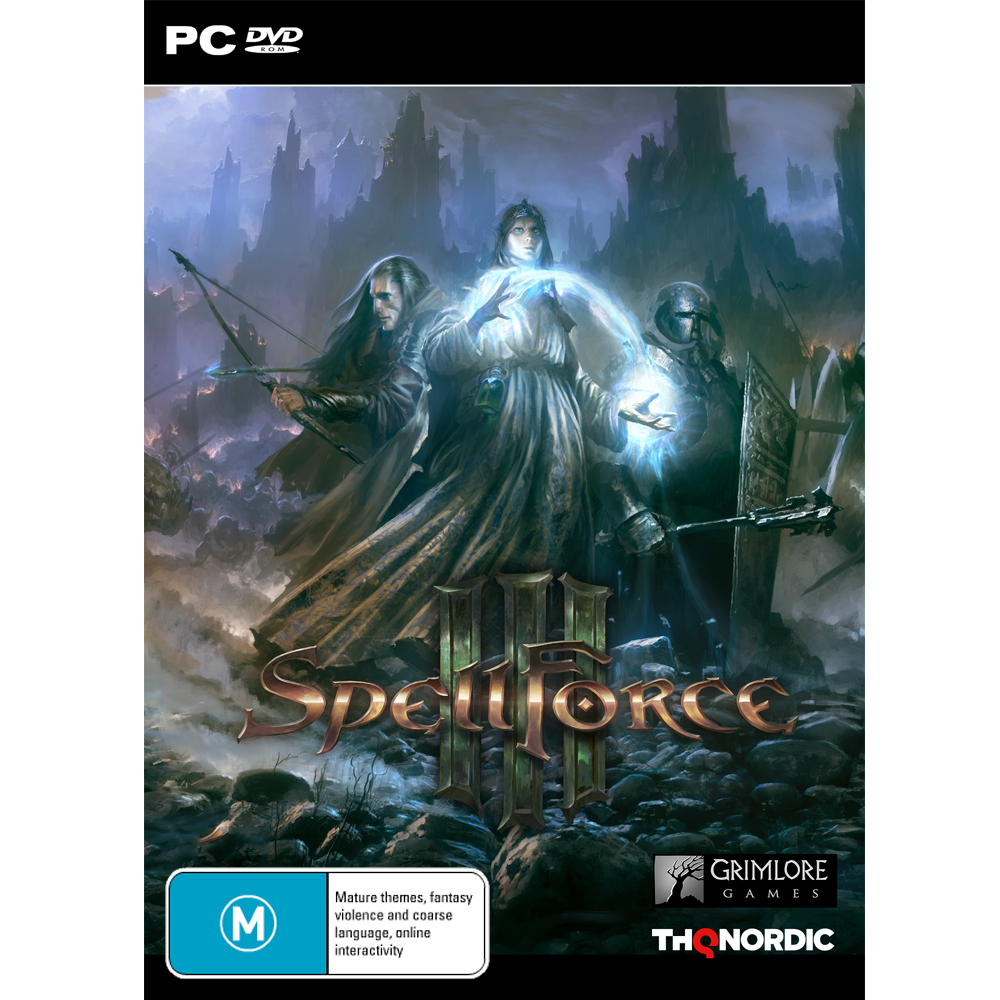 PC DVD
ROM
III
SPELLFORCE
GRIMLORE
GAMES
THQNORDIC
M
Mature themes, fantasy
violence and coarse
language, online
interactivity